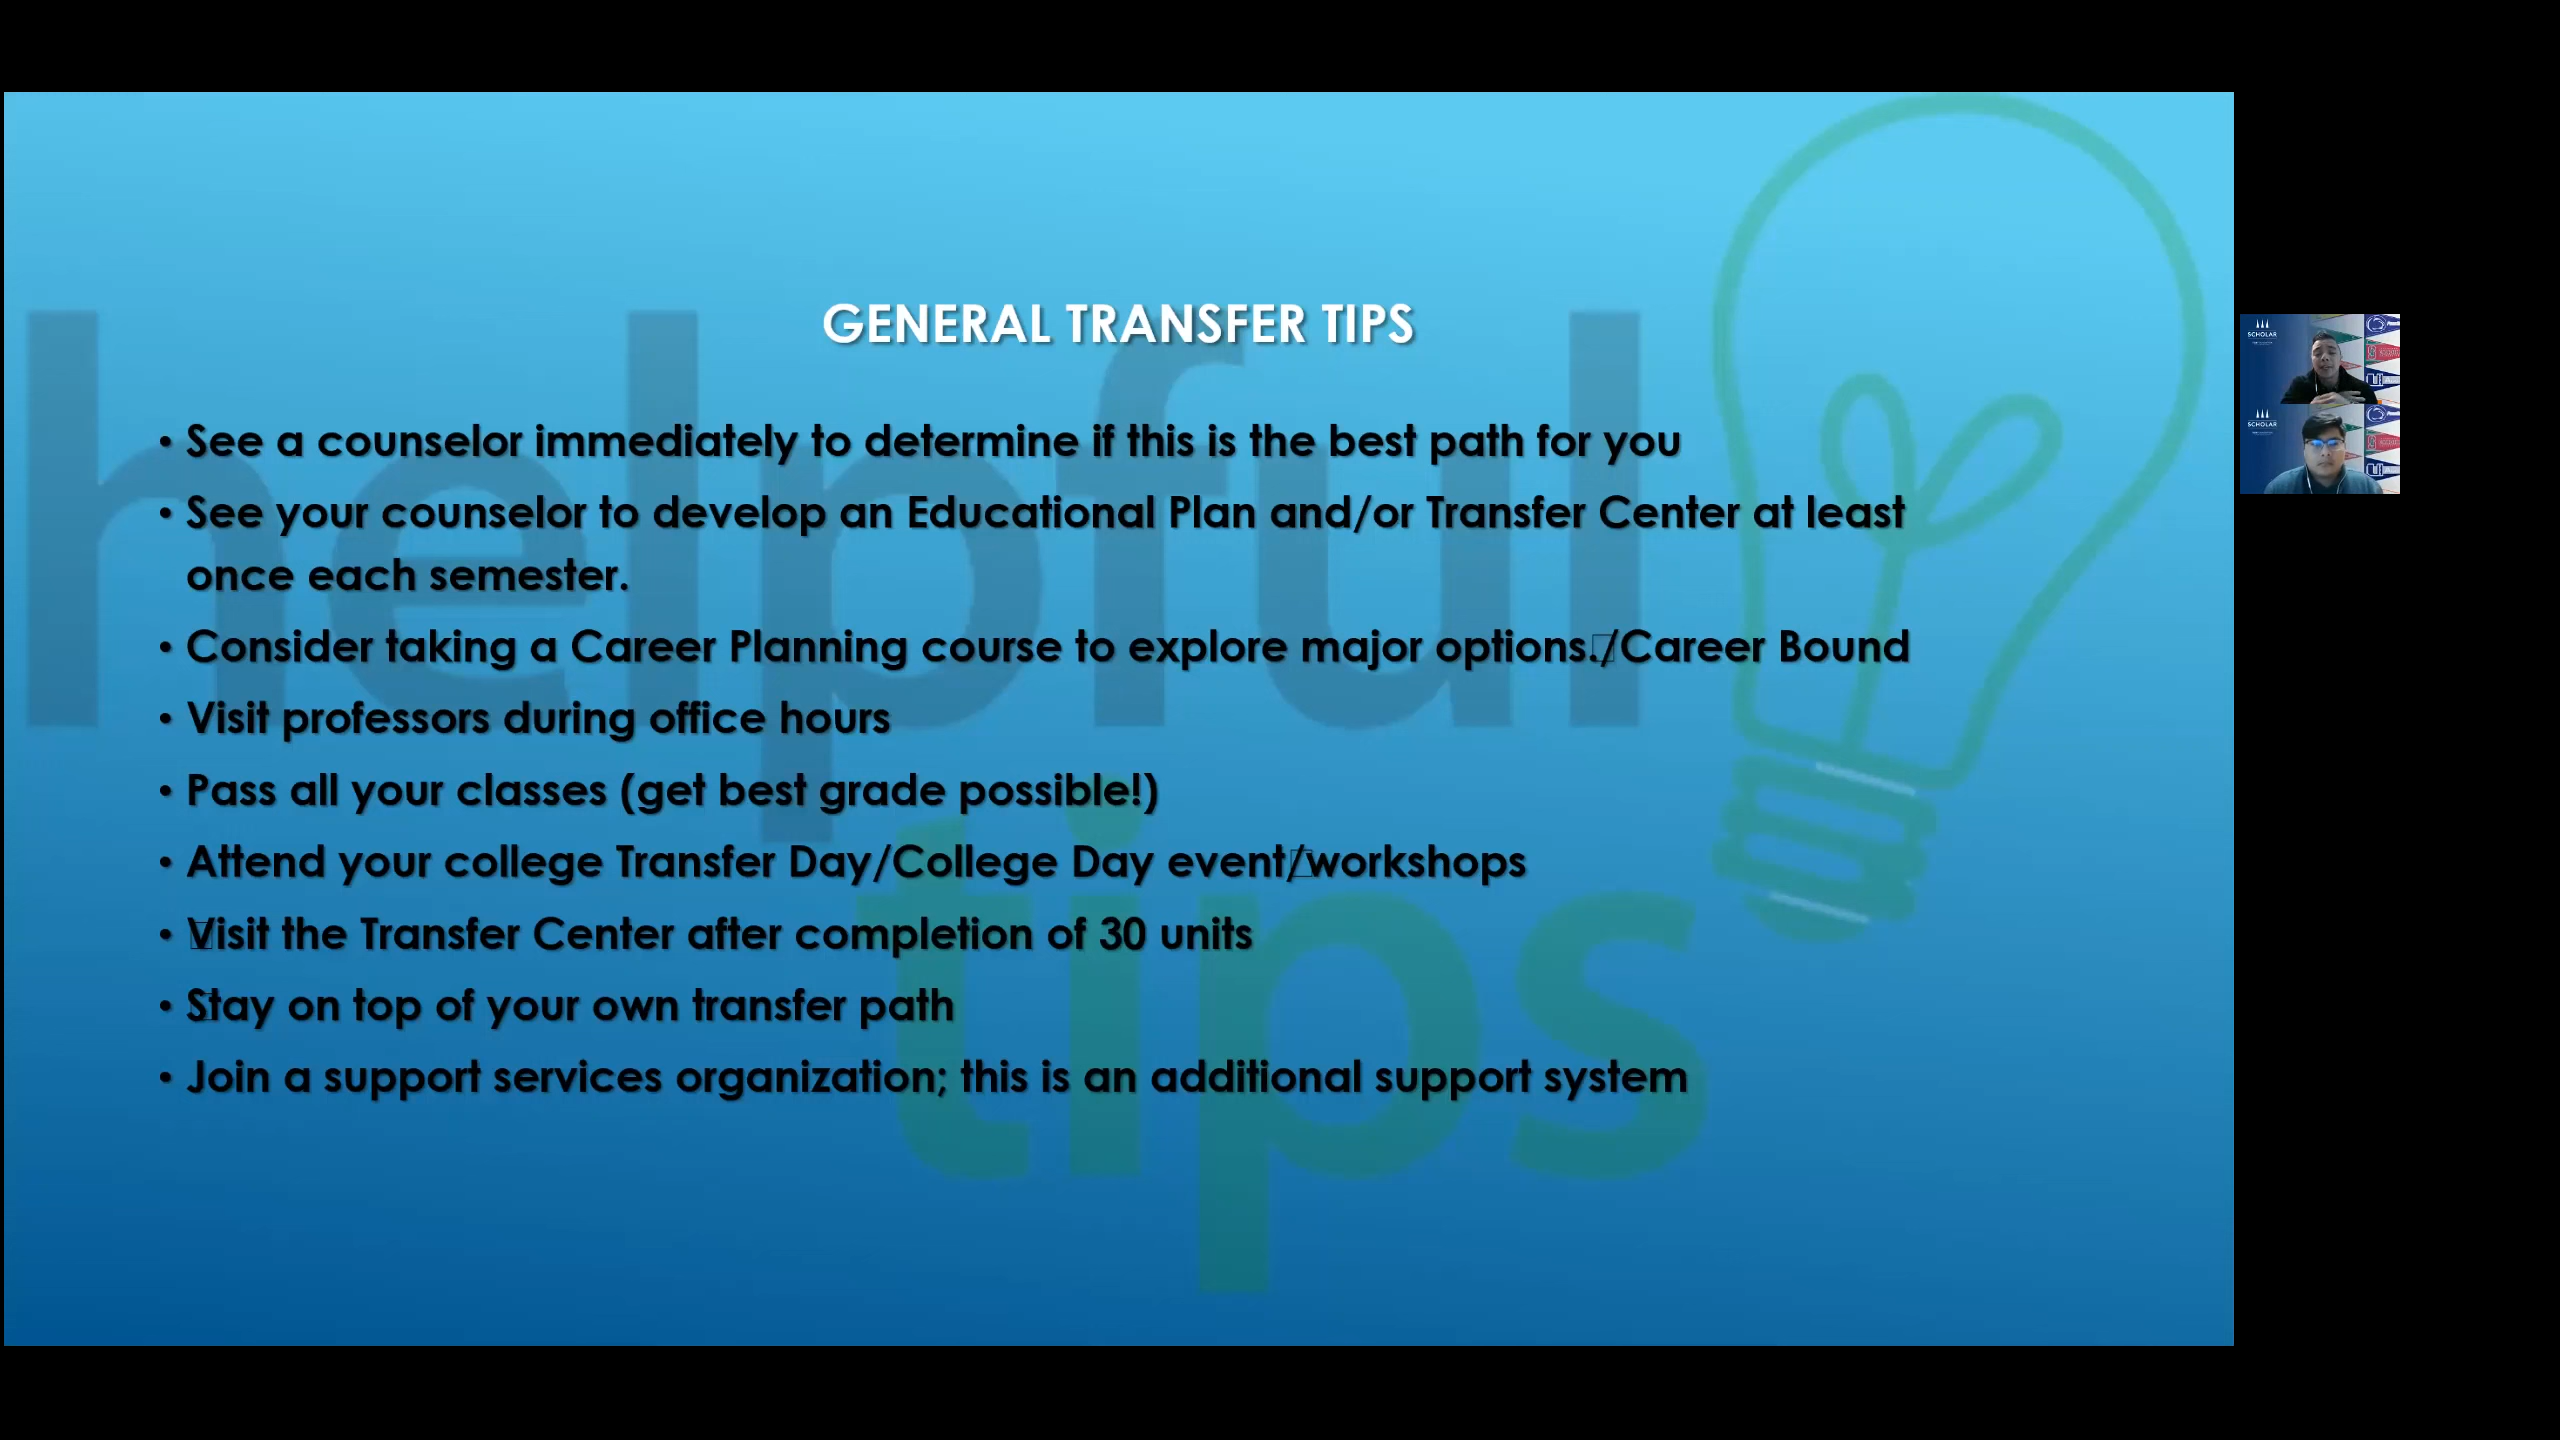 helpful
tips
GENERAL TRANSFER TIPS
• See a counselor immediately to determine if this is the best path for you
• See your counselor to develop an Educational Plan and/or Transfer Center at least
once each semester.
• Consider taking a Career Planning course to explore major options./Career Bound
• Visit professors during office hours
• Pass all your classes (get best grade possible!)
• Attend your college Transfer Day/College Day event/workshops
• Visit the Transfer Center after completion of 30 units
• Stay on top of your own transfer path
• Join a support services organization; this is an additional support system
SCHOLAR
SCHOLAR